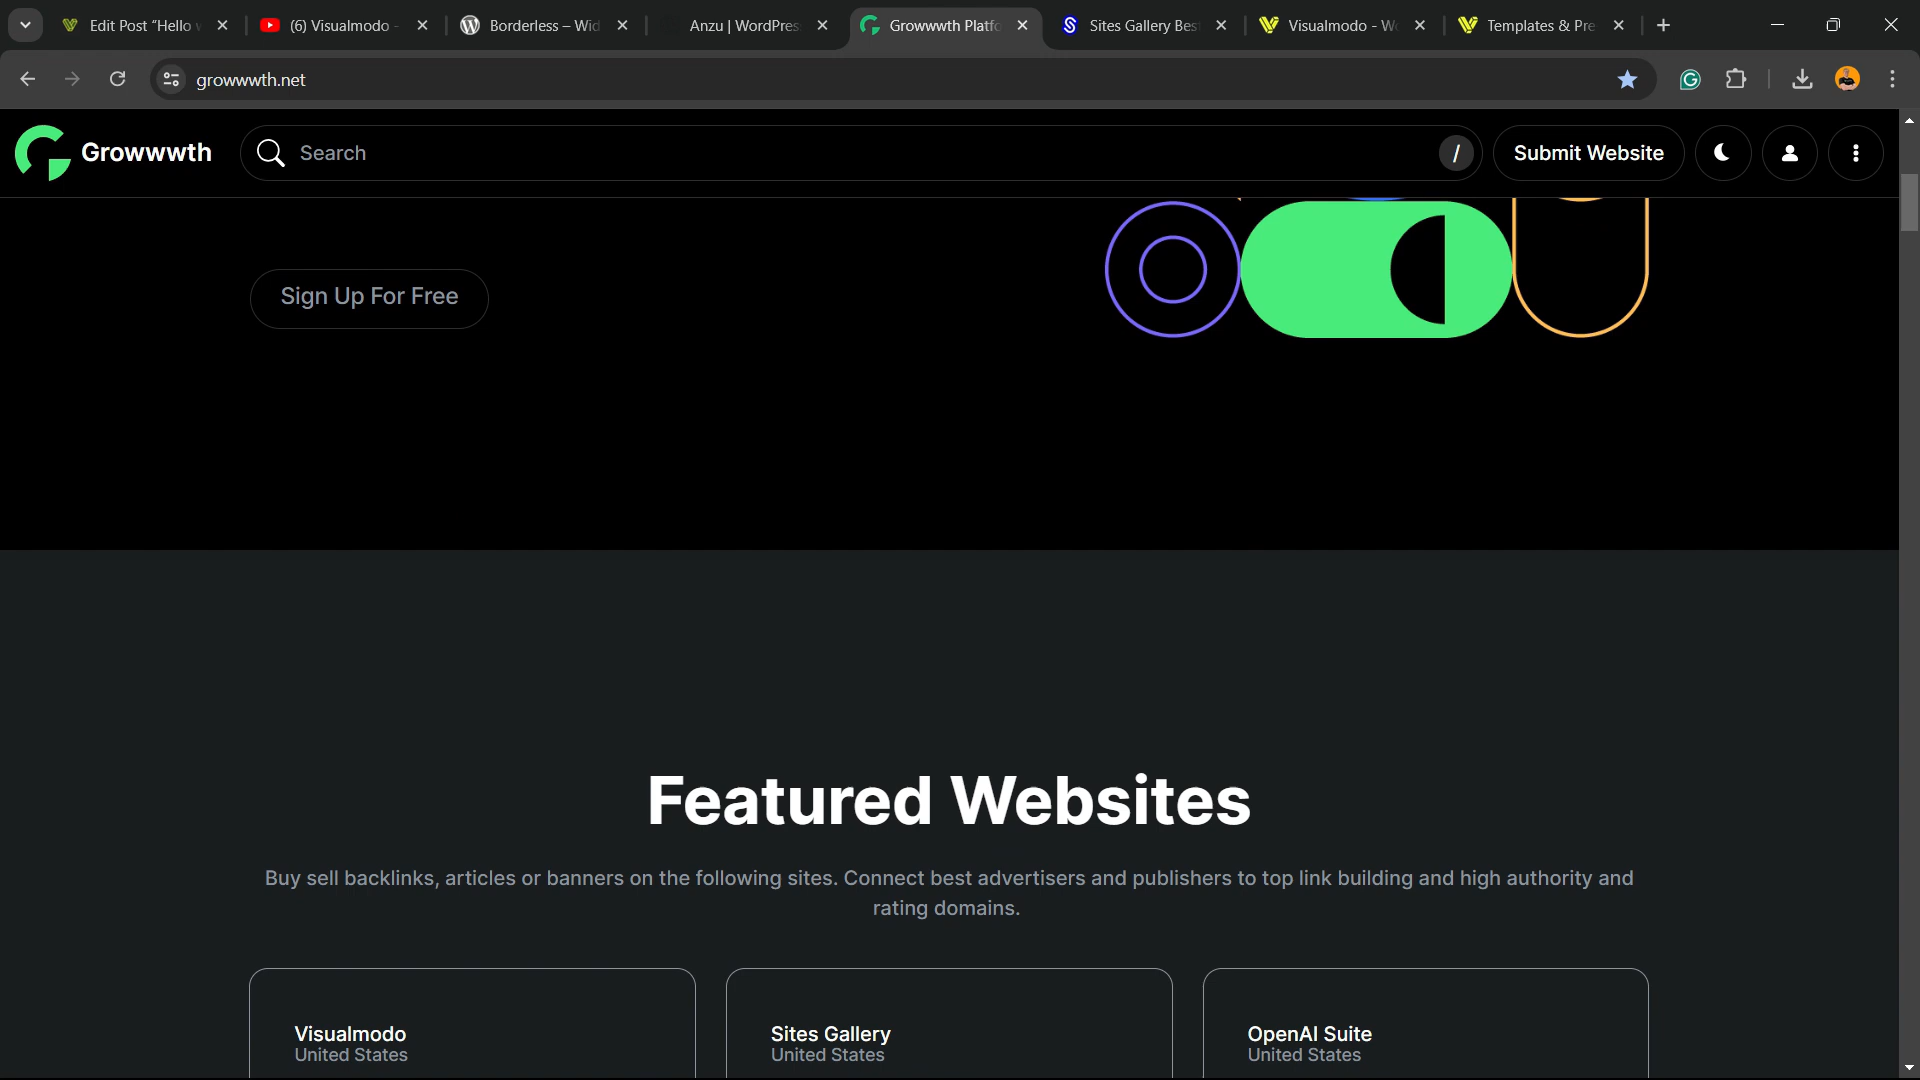 Edit Post “Hello w
(6) Visualmodo -
Borderless – Wid
Anzu | WordPres
Growwwth Platfo
Sites Gallery Bes
Visualmodo - Wo
Templates & Pre
growwwth.net
Growwwth
Search
/
Submit Website
Sign Up For Free
Featured Websites
Buy sell backlinks, articles or banners on the following sites. Connect best advertisers and publishers to top link building and high authority and
rating domains.
Visualmodo
United States
Sites Gallery
United States
OpenAI Suite
United States